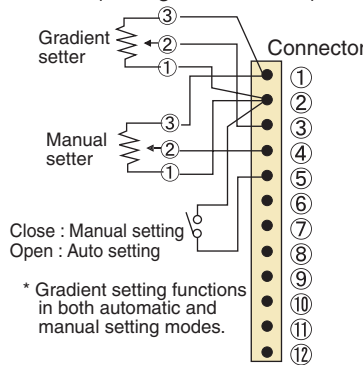 ③
Gradient
setter
②
①
Connector
③
Manual
setter
②
①
Close : Manual setting
Open : Auto setting
* Gradient setting functions
in both automatic and
manual setting modes.
①
②
③
④
⑤
⑥
⑦
⑧
⑨
⑩
⑪
⑫